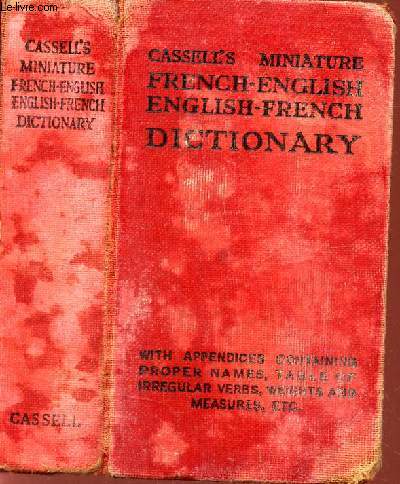 Le-livre.com
CASSELL'S
MINIATURE
FRENCH-ENGLISH
ENGLISH-FRENCH
DICTIONARY
CASSELL
CASSELL'S MINIATURE
FRENCH-ENGLISH
ENGLISH-FRENCH
DICTIONARY
WITH APPENDICES CONTAINING
PROPER NAMES, TABLE OF
IRREGULAR VERBS, WEIGHTS AND
MEASURES, ETC.